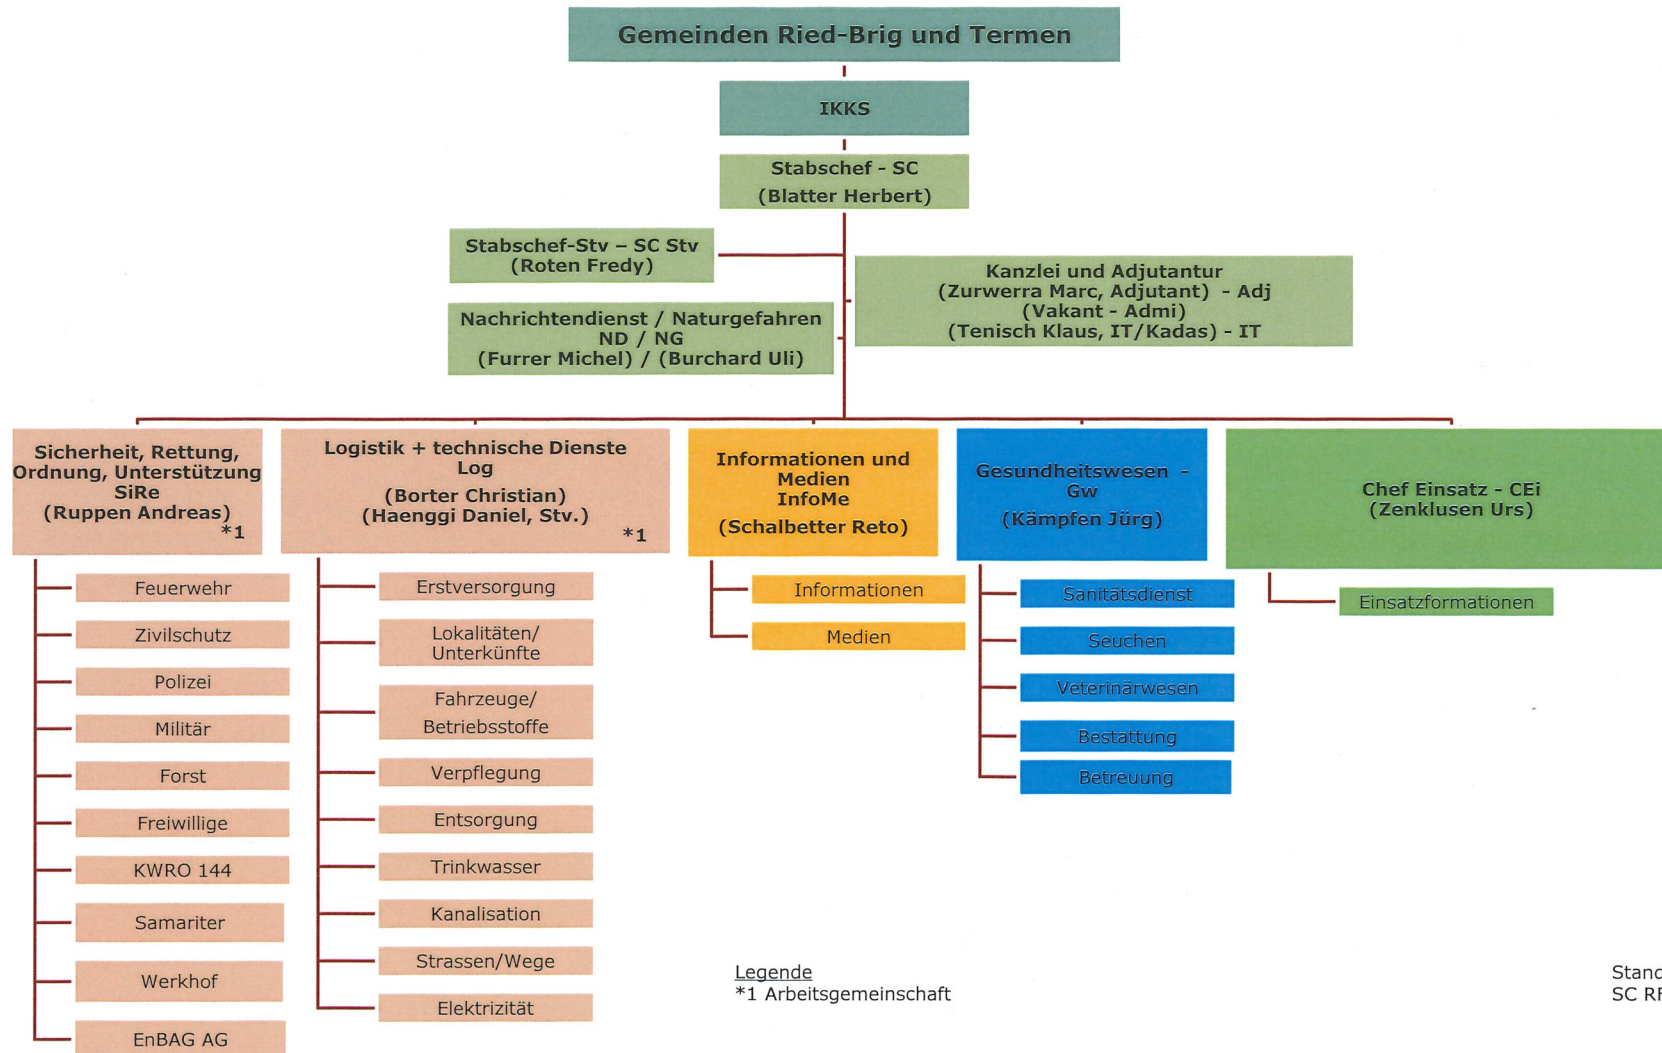 Gemeinden Ried-Brig und Termen
IKKS
Stabschef - SC
(Blatter Herbert)
Stabschef-Stv – SC Stv
(Roten Fredy)
Kanzlei und Adjutantur
(Zurwerra Marc, Adjutant) - Adj
(Vakant - Admi)
(Tenisch Klaus, IT/Kadas) - IT
Nachrichtendienst / Naturgefahren
ND / NG
(Furrer Michel) / (Burchard Uli)
Sicherheit, Rettung,
Ordnung, Unterstützung
SiRe
(Ruppen Andreas)
*1
Feuerwehr
Zivilschutz
Polizei
Militär
Forst
Freiwillige
KWRO 144
Samariter
Werkhof
EnBAG AG
Logistik + technische Dienste
Log
(Borter Christian)
(Haenggi Daniel, Stv.)
*1
Erstversorgung
Lokalitäten/
Unterkünfte
Fahrzeuge/
Betriebsstoffe
Verpflegung
Entsorgung
Trinkwasser
Kanalisation
Strassen/Wege
Elektrizität
Informationen und
Medien
InfoMe
(Schalbetter Reto)
Informationen
Medien
Gesundheitswesen -
Gw
(Kämpfen Jürg)
Sanitätsdienst
Seuchen
Veterinärwesen
Bestattung
Betreuung
Chef Einsatz - CEi
(Zenklusen Urs)
Einsatzformationen
Legende
*1 Arbeitsgemeinschaft
Stand
SC